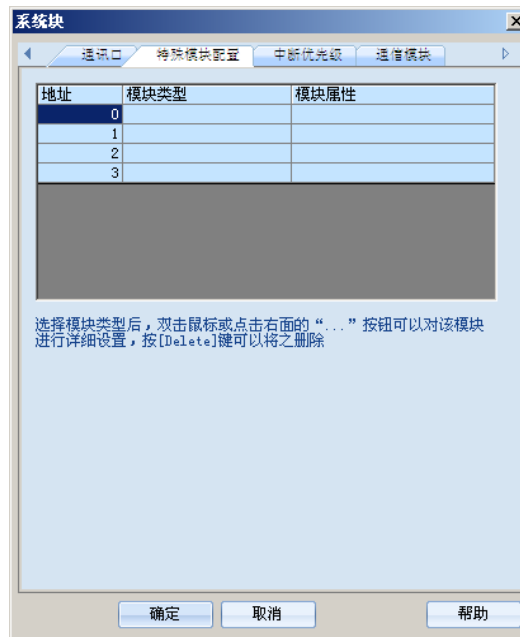 系统块
通讯口 特殊模块配置 中断优先级 通信模块
地址 模块类型 模块属性
0
1
2
3
选择模块类型后，双击鼠标或点击右面的“...”按钮可以对该模块
进行详细设置，按[Delete]键可以将之删除
确定 取消 帮助